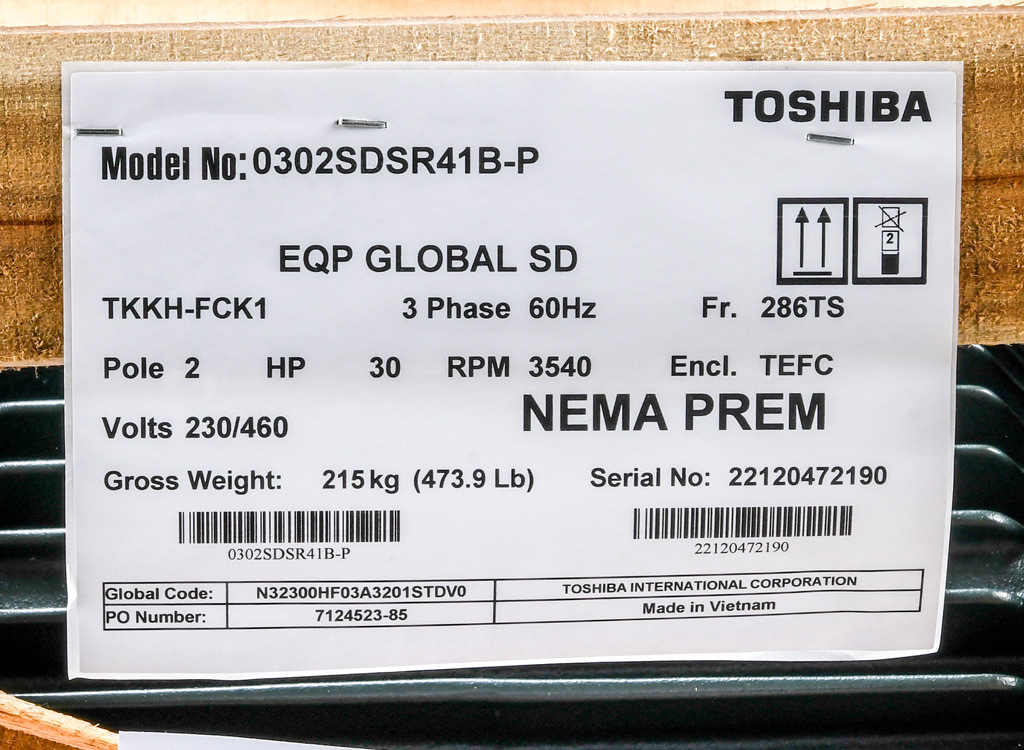 TOSHIBA
Model No: 0302SDSR41B-P
2
EQP GLOBAL SD
TKKH-FCK1 3 Phase 60Hz Fr. 286TS
Pole 2 HP 30 RPM 3540 Encl. TEFC
Volts 230/460 NEMA PREM
Gross Weight: 215kg (473.9 Lb) Serial No: 22120472190
0302SDSR41B-P 22120472190
Global Code: N32300HF03A3201STDV0 TOSHIBA INTERNATIONAL CORPORATION
PO Number: 7124523-85 Made in Vietnam